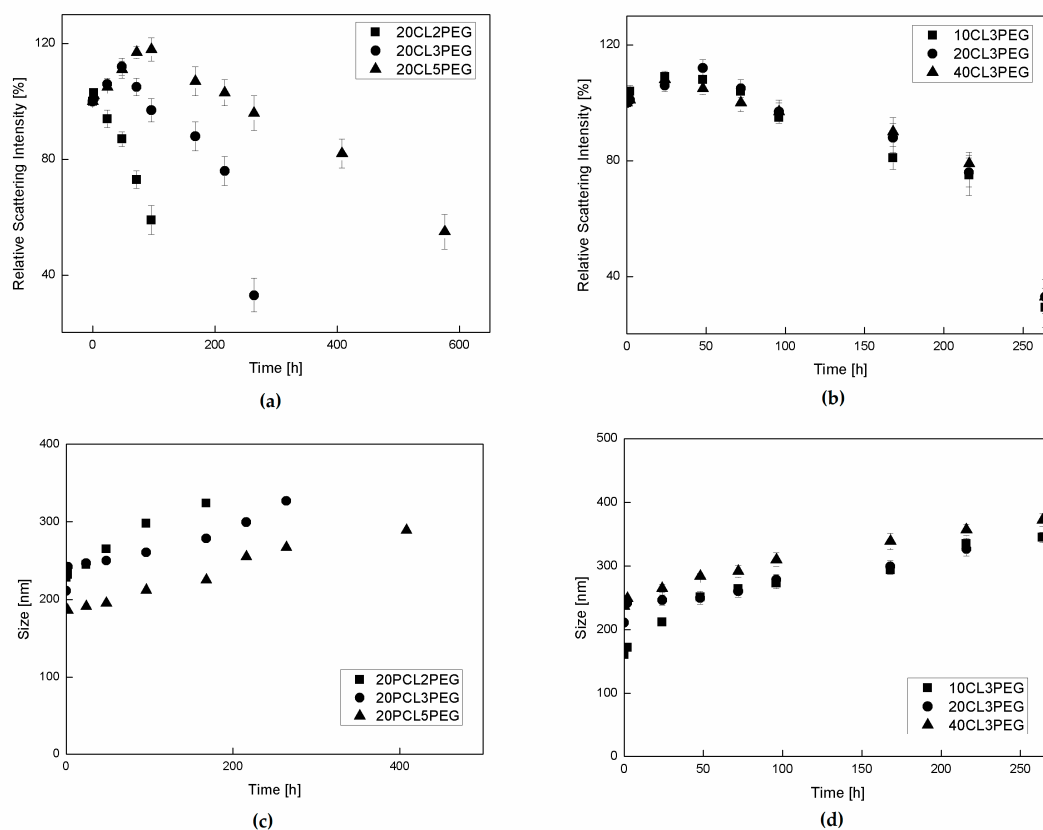 20CL2PEG
20CL3PEG
20CL5PEG
120
80
40
Relative Scattering Intensity [%]
0
200
400
600
Time [h]
(a)
10CL3PEG
20CL3PEG
40CL3PEG
120
80
40
Relative Scattering Intensity [%]
0
50
100
150
200
250
Time [h]
(b)
400
300
200
100
0
Size [nm]
20PCL2PEG
20PCL3PEG
20PCL5PEG
0
200
400
Time [h]
(c)
500
400
300
200
100
0
Size [nm]
10CL3PEG
20CL3PEG
40CL3PEG
0
50
100
150
200
250
Time [h]
(d)